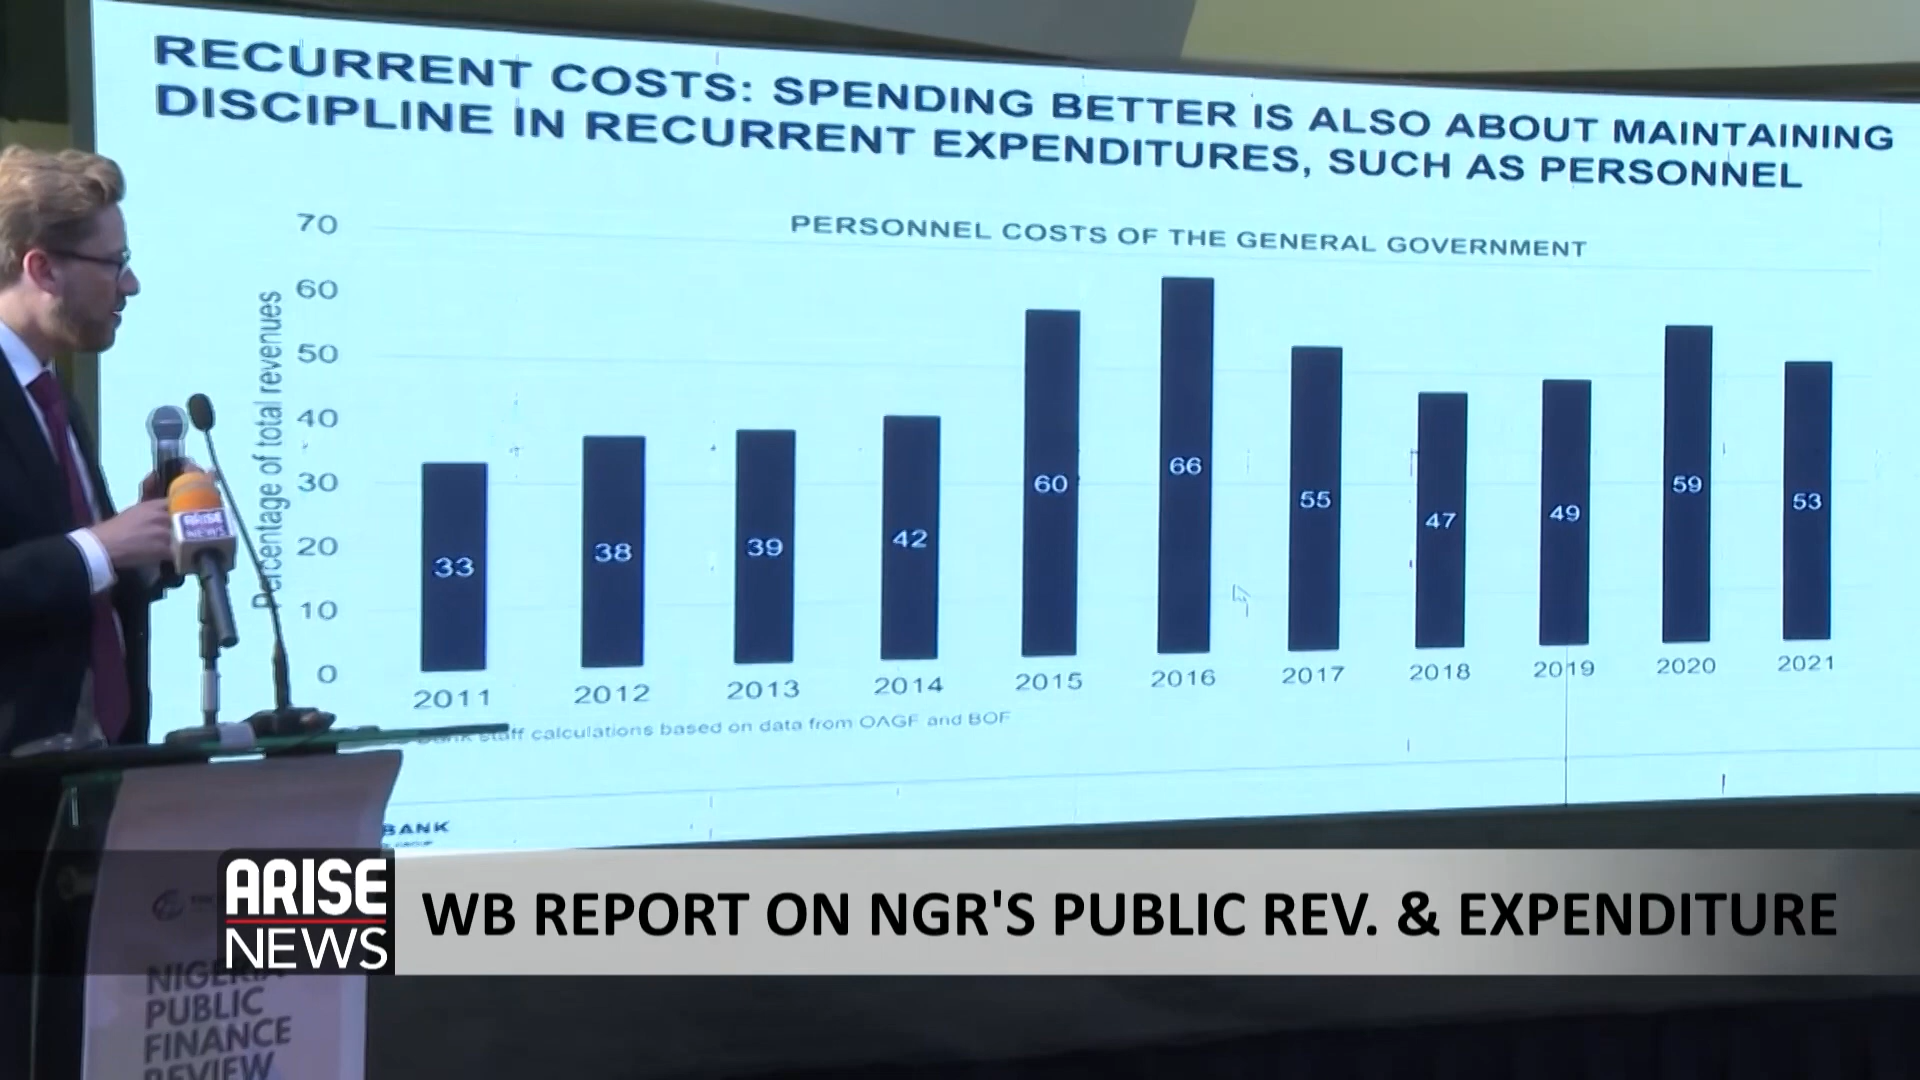 RECURRENT COSTS: SPENDING BETTER IS ALSO ABOUT MAINTAINING
DISCIPLINE IN RECURRENT EXPENDITURES, SUCH AS PERSONNEL
PERSONNEL COSTS OF THE GENERAL GOVERNMENT
Percentage of total revenues
70
60
50
40
30
20
10
0
33
38
39
42
60
66
55
47
49
59
53
2011
2012
2013
2014
2015
2016
2017
2018
2019
2020
2021
staff calculations based on data from OAGF and BOF
BANK
ARISE
NEWS
ARISE
NEWS
WB REPORT ON NGR'S PUBLIC REV. & EXPENDITURE
NIGERIA
PUBLIC
FINANCE
REVIEW